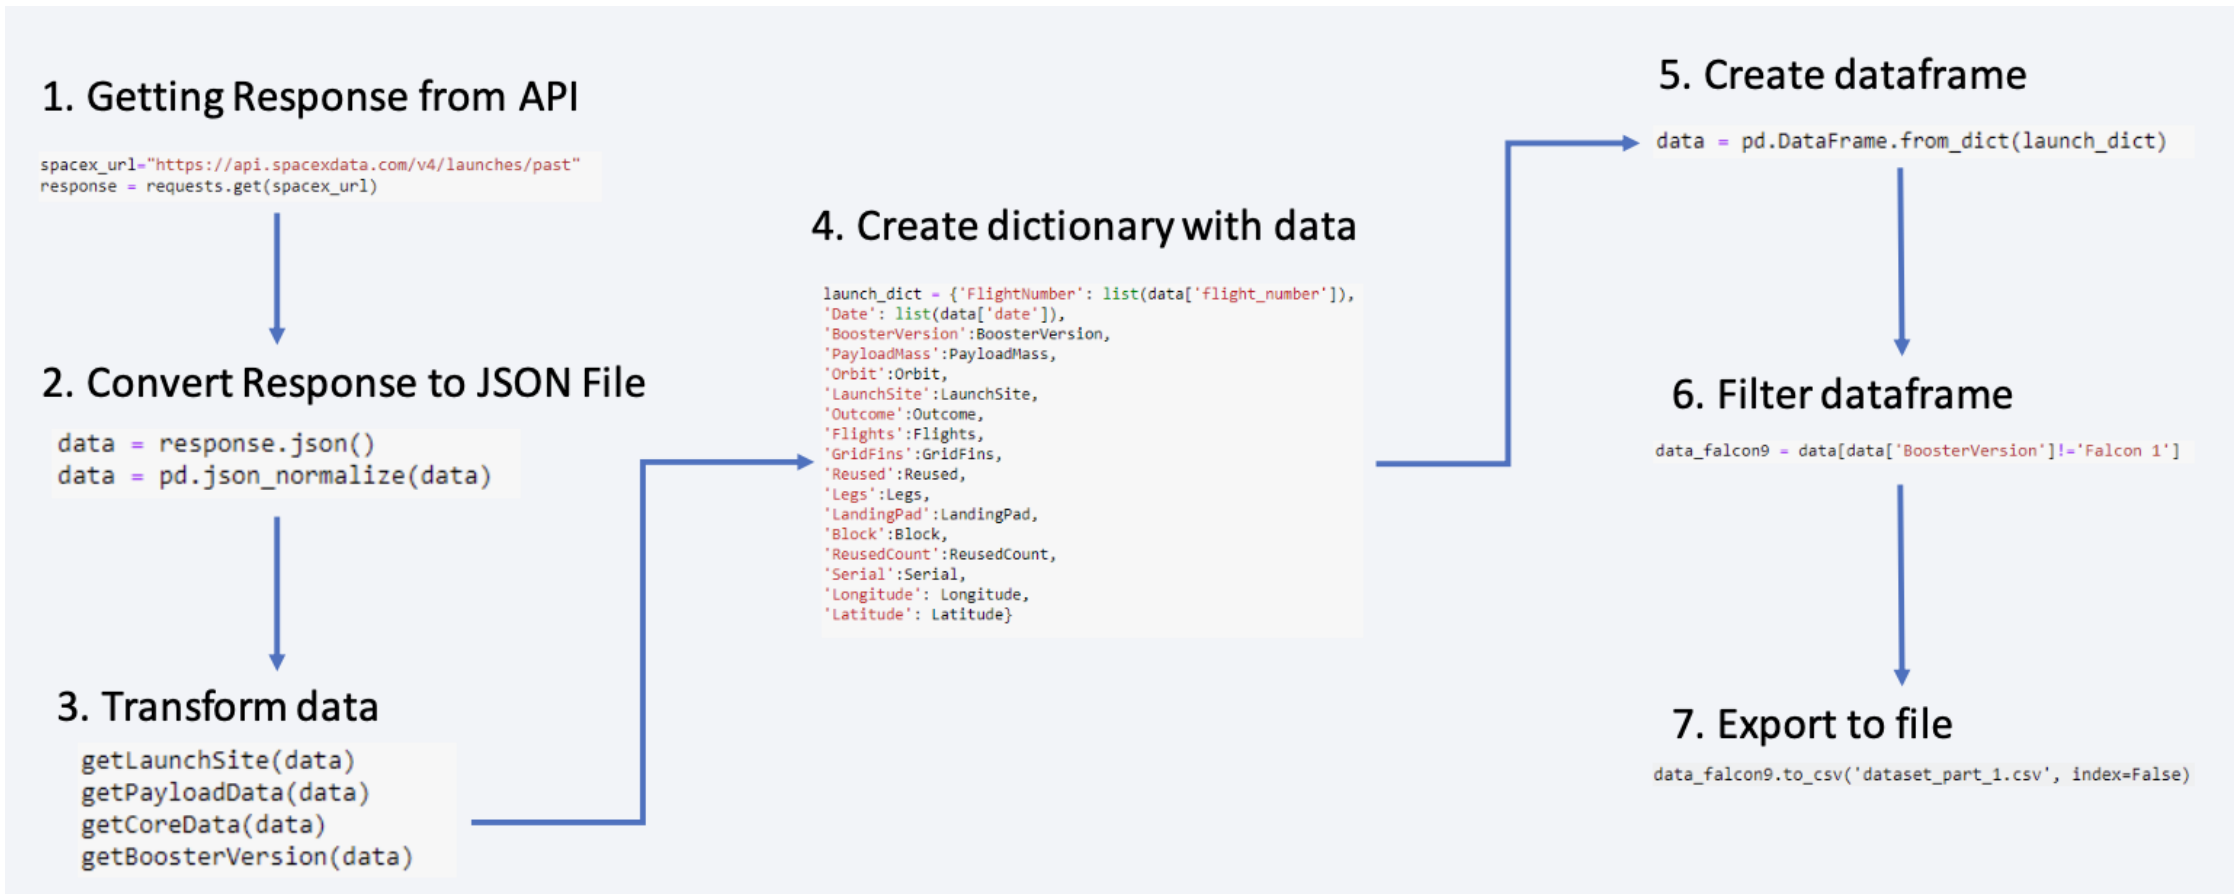 1. Getting Response from API
spacex_url="https://api.spacexdata.com/v4/launches/past"
response = requests.get(spacex_url)
2. Convert Response to JSON File
data = response.json()
data = pd.json_normalize(data)
3. Transform data
getLaunchSite(data)
getPayloadData(data)
getCoreData(data)
getBoosterVersion(data)
4. Create dictionary with data
launch_dict = {'FlightNumber': list(data['flight_number']),
'Date': list(data['date']),
'BoosterVersion':BoosterVersion,
'PayloadMass':PayloadMass,
'Orbit':Orbit,
'LaunchSite':LaunchSite,
'Outcome':Outcome,
'Flights':Flights,
'GridFins':GridFins,
'Reused':Reused,
'Legs':Legs,
'LandingPad':LandingPad,
'Block':Block,
'ReusedCount':ReusedCount,
'Serial':Serial,
'Longitude': Longitude,
'Latitude': Latitude}
5. Create dataframe
data = pd.DataFrame.from_dict(launch_dict)
6. Filter dataframe
data_falcon9 = data[data['BoosterVersion']!='Falcon 1']
7. Export to file
data_falcon9.to_csv('dataset_part_1.csv', index=False)